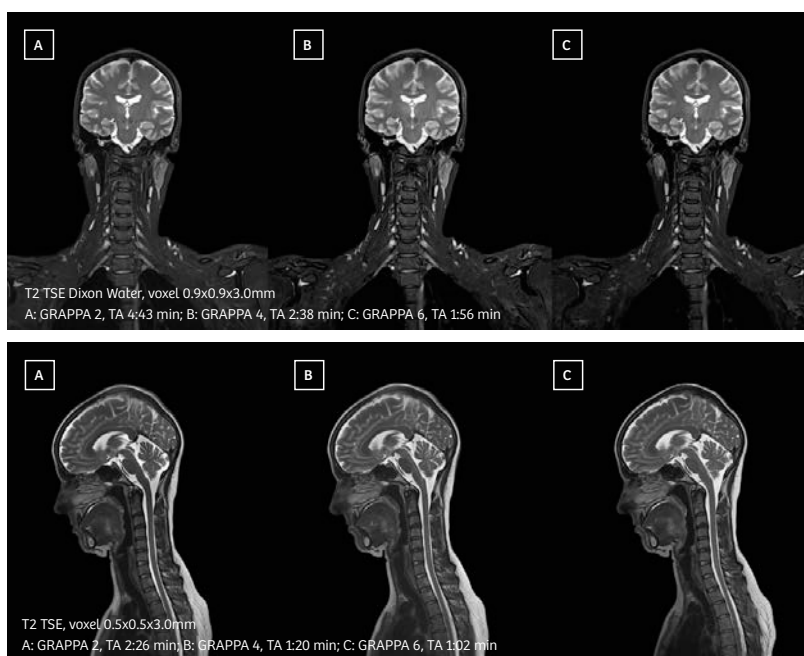 A
B
C
T2 TSE Dixon Water, voxel 0.9x0.9x3.0mm
A: GRAPPA 2, TA 4:43 min; B: GRAPPA 4, TA 2:38 min; C: GRAPPA 6, TA 1:56 min
A
B
C
T2 TSE, voxel 0.5x0.5x3.0mm
A: GRAPPA 2, TA 2:26 min; B: GRAPPA 4, TA 1:20 min; C: GRAPPA 6, TA 1:02 min